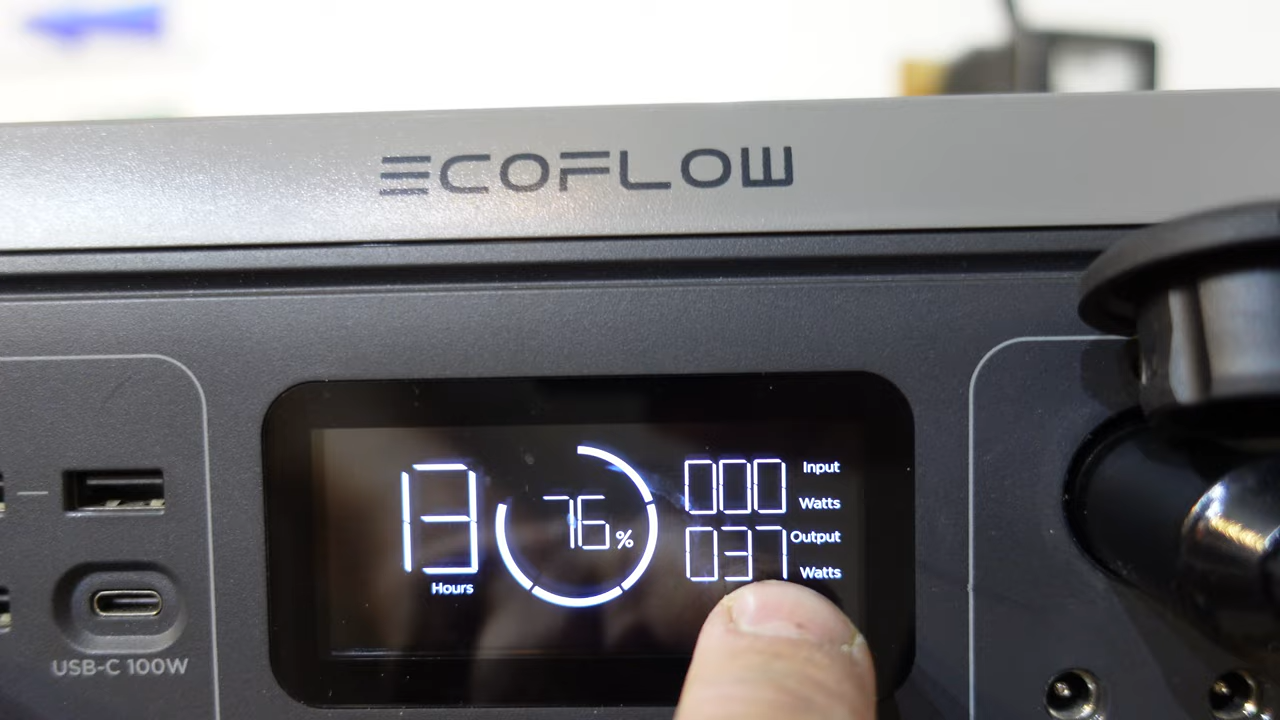 ECOFLOW
13
Hours
76%
000 Input
Watts
037 Output
Watts
USB-C 100W